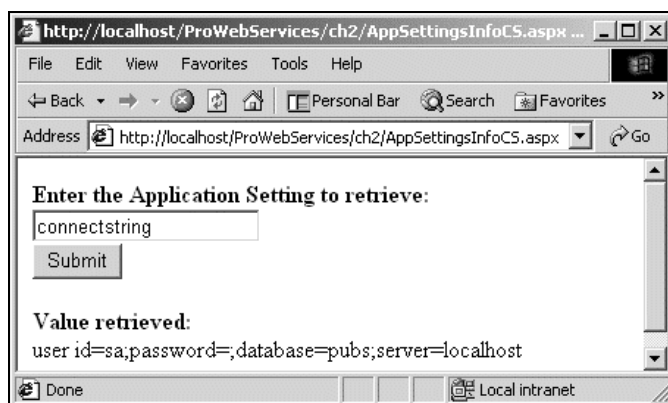 http://localhost/ProWebServices/ch2/AppSettingsInfoCS.aspx ...
File Edit View Favorites Tools Help
Back Personal Bar Search Favorites »
Address http://localhost/ProWebServices/ch2/AppSettingsInfoCS.aspx Go
Enter the Application Setting to retrieve:
connectstring
Submit
Value retrieved:
user id=sa;password=;database=pubs;server=localhost
Done Local intranet